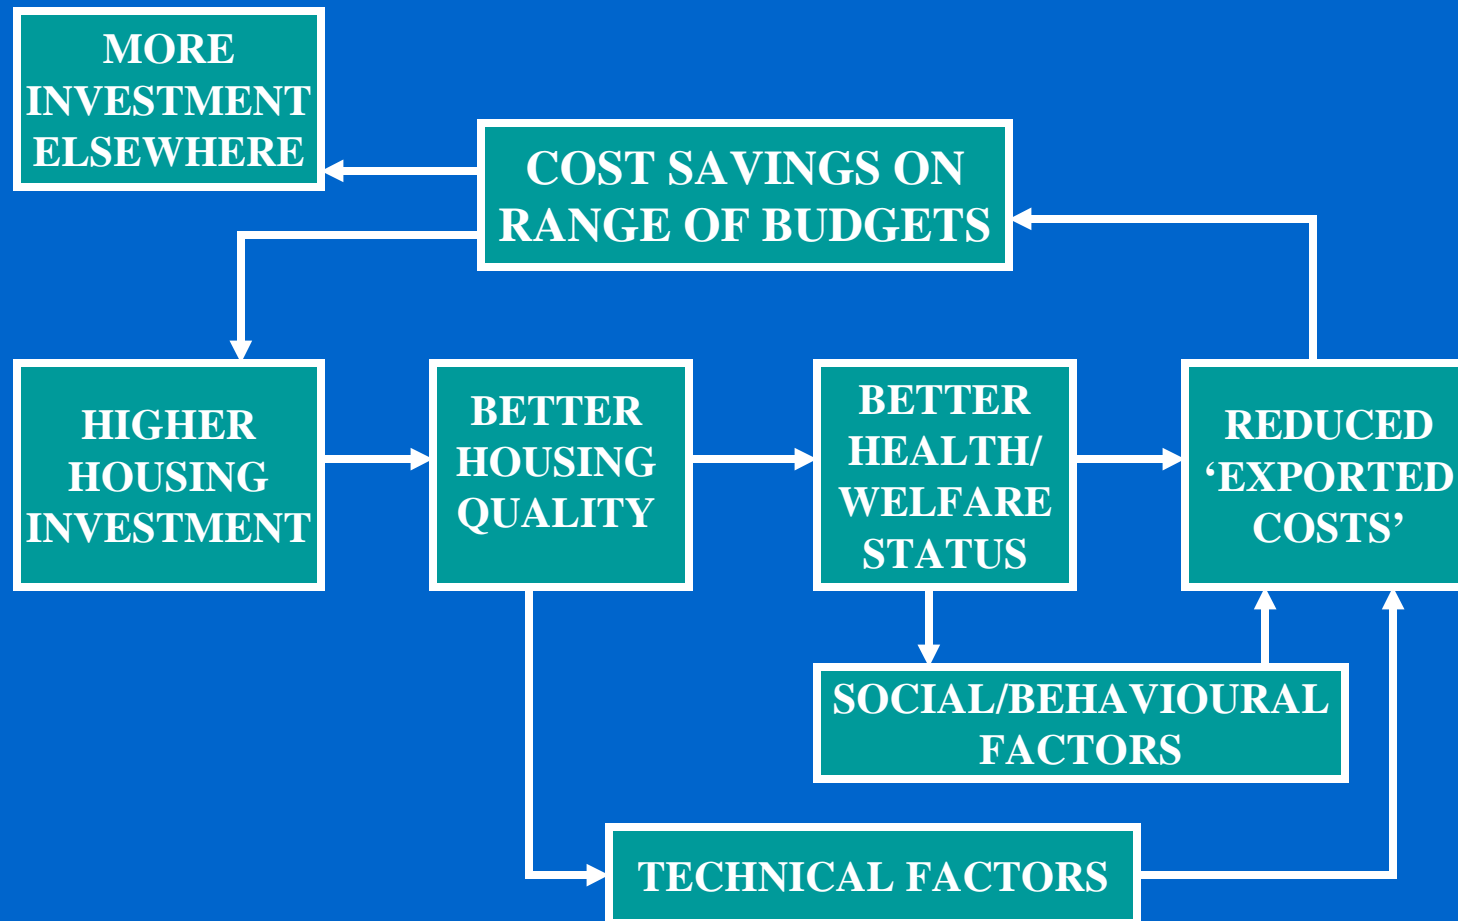 MORE
INVESTMENT
ELSEWHERE
COST SAVINGS ON
RANGE OF BUDGETS
HIGHER
HOUSING
INVESTMENT
BETTER
HOUSING
QUALITY
BETTER
HEALTH/
WELFARE
STATUS
REDUCED
‘EXPORTED
COSTS’
SOCIAL/BEHAVIOURAL
FACTORS
TECHNICAL FACTORS